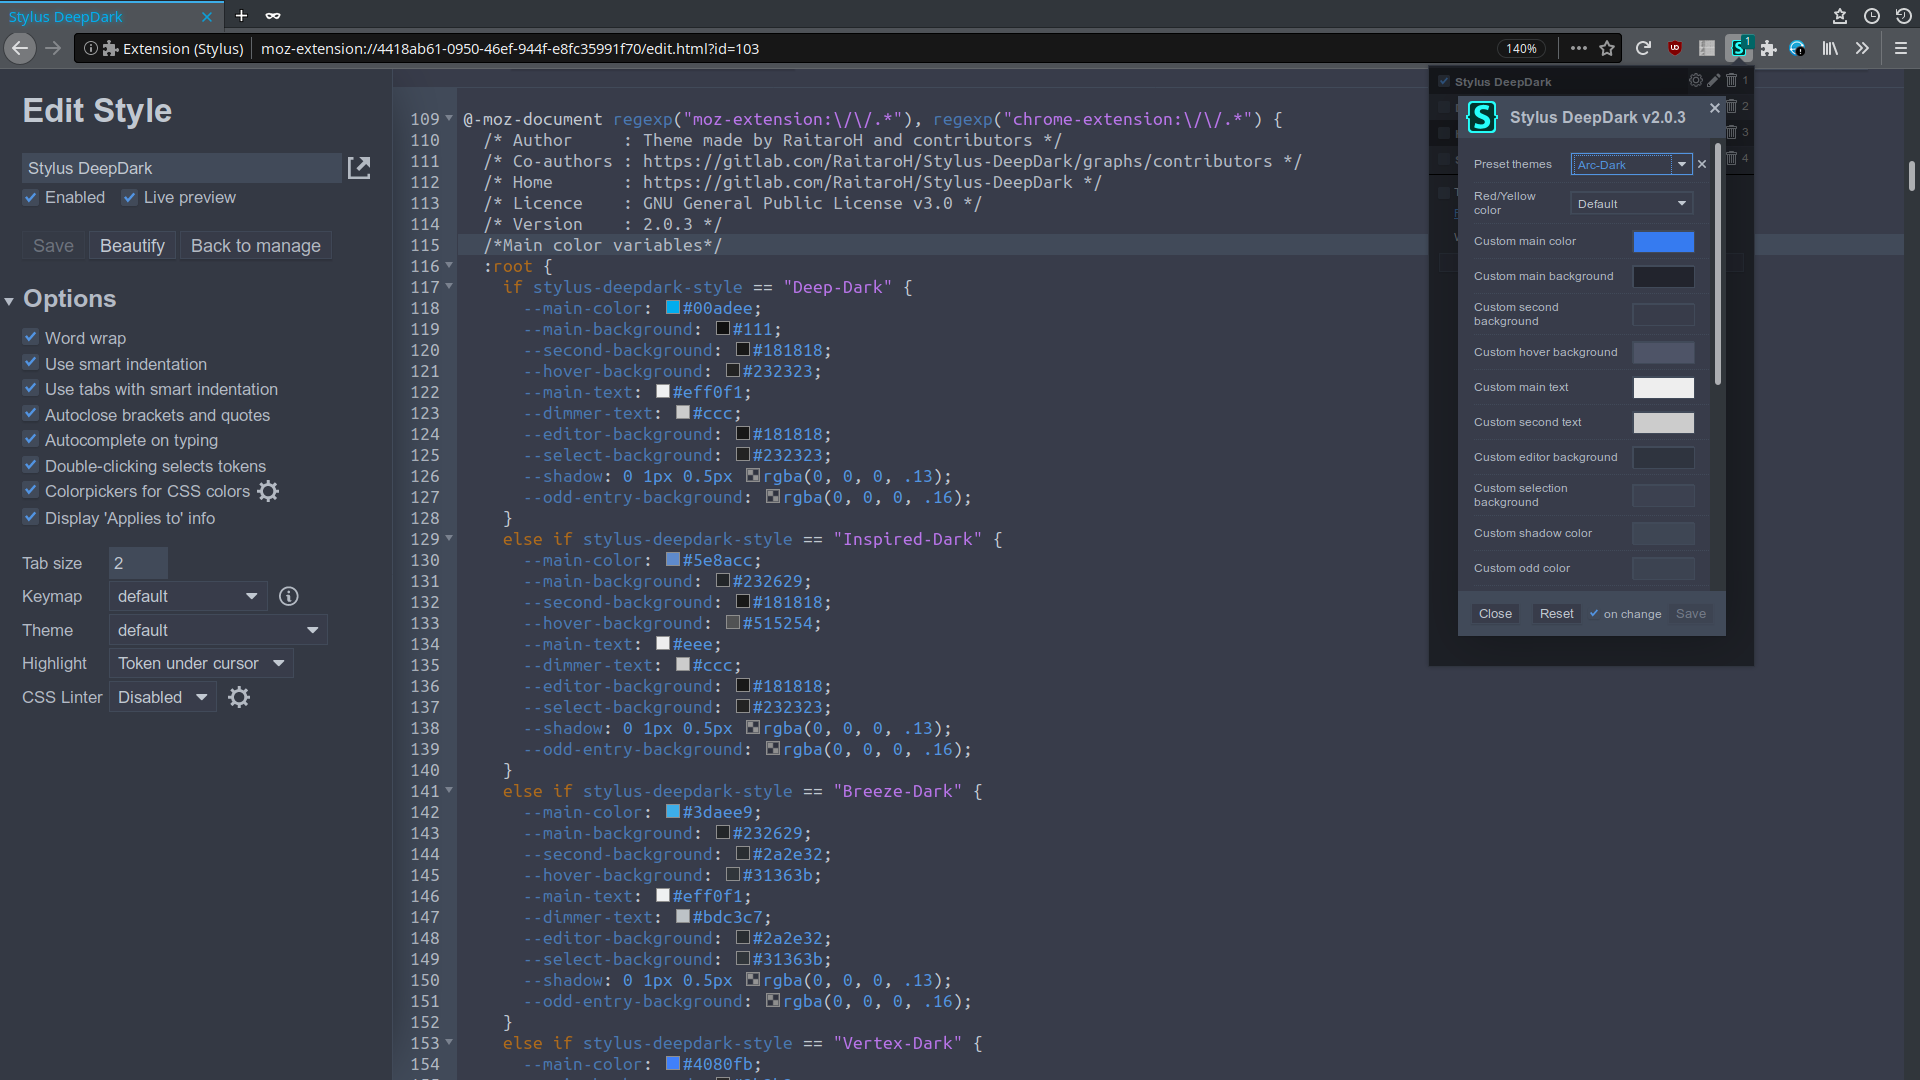 Stylus DeepDark
Extension (Stylus)
moz-extension://4418ab61-0950-46ef-944f-e8fc35991f70/edit.html?id=103
140%
1
Edit Style
Stylus DeepDark
Enabled
Live preview
Save
Beautify
Back to manage
Options
Word wrap
Use smart indentation
Use tabs with smart indentation
Autoclose brackets and quotes
Autocomplete on typing
Double-clicking selects tokens
Colorpickers for CSS colors
Display 'Applies to' info
Tab size 2
Keymap default
Theme default
Highlight Token under cursor
CSS Linter Disabled
109 @-moz-document regexp("moz-extension:\/\/.*"), regexp("chrome-extension:\/\/.*") {
110 /* Author : Theme made by RaitaroH and contributors */
111 /* Co-authors : https://gitlab.com/RaitaroH/Stylus-DeepDark/graphs/contributors */
112 /* Home : https://gitlab.com/RaitaroH/Stylus-DeepDark */
113 /* Licence : GNU General Public License v3.0 */
114 /* Version : 2.0.3 */
115 /*Main color variables*/
116 :root {
117 if stylus-deepdark-style == "Deep-Dark" {
118 --main-color: #00adee;
119 --main-background: #111;
120 --second-background: #181818;
121 --hover-background: #232323;
122 --main-text: #eff0f1;
123 --dimmer-text: #ccc;
124 --editor-background: #181818;
125 --select-background: #232323;
126 --shadow: 0 1px 0.5px rgba(0, 0, 0, .13);
127 --odd-entry-background: rgba(0, 0, 0, .16);
128 }
129 else if stylus-deepdark-style == "Inspired-Dark" {
130 --main-color: #5e8acc;
131 --main-background: #232629;
132 --second-background: #181818;
133 --hover-background: #515254;
134 --main-text: #eee;
135 --dimmer-text: #ccc;
136 --editor-background: #181818;
137 --select-background: #232323;
138 --shadow: 0 1px 0.5px rgba(0, 0, 0, .13);
139 --odd-entry-background: rgba(0, 0, 0, .16);
140 }
141 else if stylus-deepdark-style == "Breeze-Dark" {
142 --main-color: #3daee9;
143 --main-background: #232629;
144 --second-background: #2a2e32;
145 --hover-background: #31363b;
146 --main-text: #eff0f1;
147 --dimmer-text: #bdc3c7;
148 --editor-background: #2a2e32;
149 --select-background: #31363b;
150 --shadow: 0 1px 0.5px rgba(0, 0, 0, .13);
151 --odd-entry-background: rgba(0, 0, 0, .16);
152 }
153 else if stylus-deepdark-style == "Vertex-Dark" {
154 --main-color: #4080fb;
Stylus DeepDark 1
2
3
4
S Stylus DeepDark v2.0.3
Preset themes Arc-Dark
Red/Yellow
color
Default
Custom main color
Custom main background
Custom second
background
Custom hover background
Custom main text
Custom second text
Custom editor background
Custom selection
background
Custom shadow color
Custom odd color
Close
Reset
on change
Save